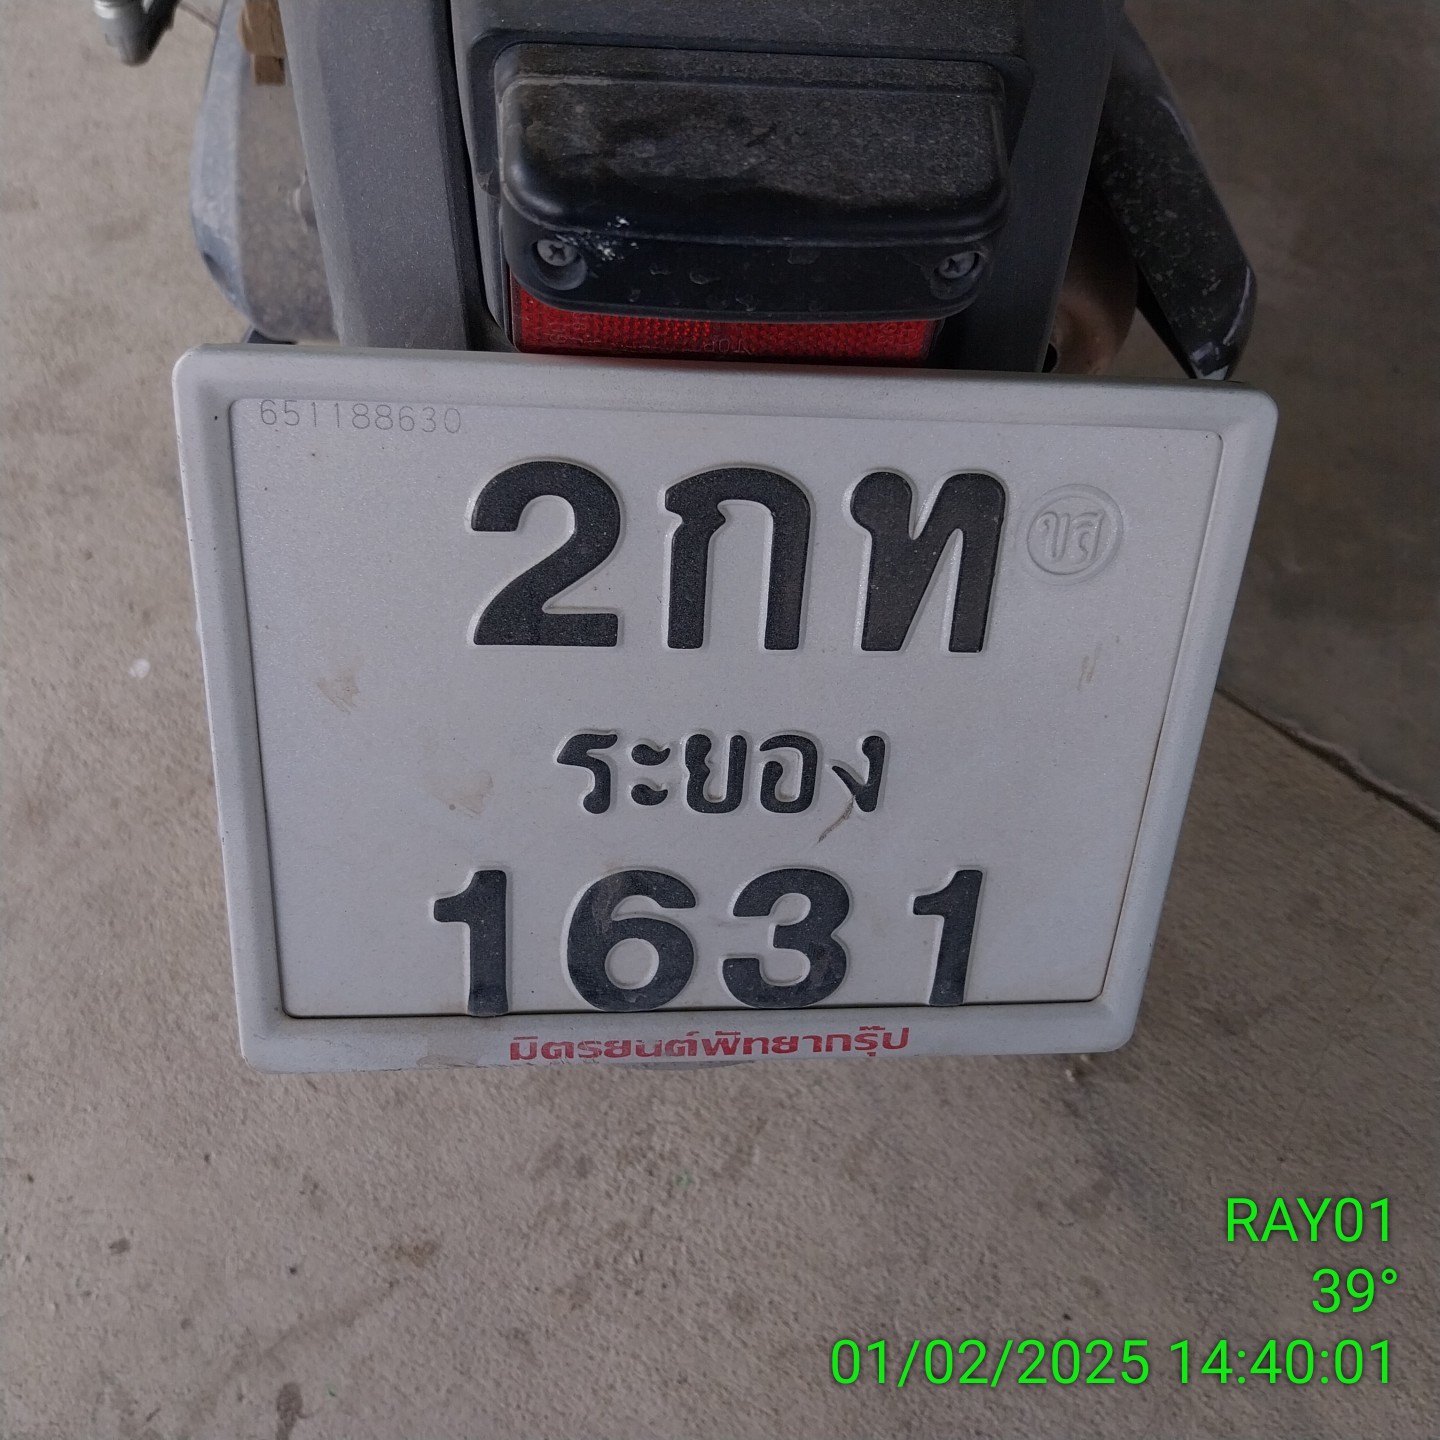 651188630
2กท
ขส
ระยอง
1631
มิตรยนต์พัทยากรุ๊ป
RAY01
39°
01/02/2025 14:40:01